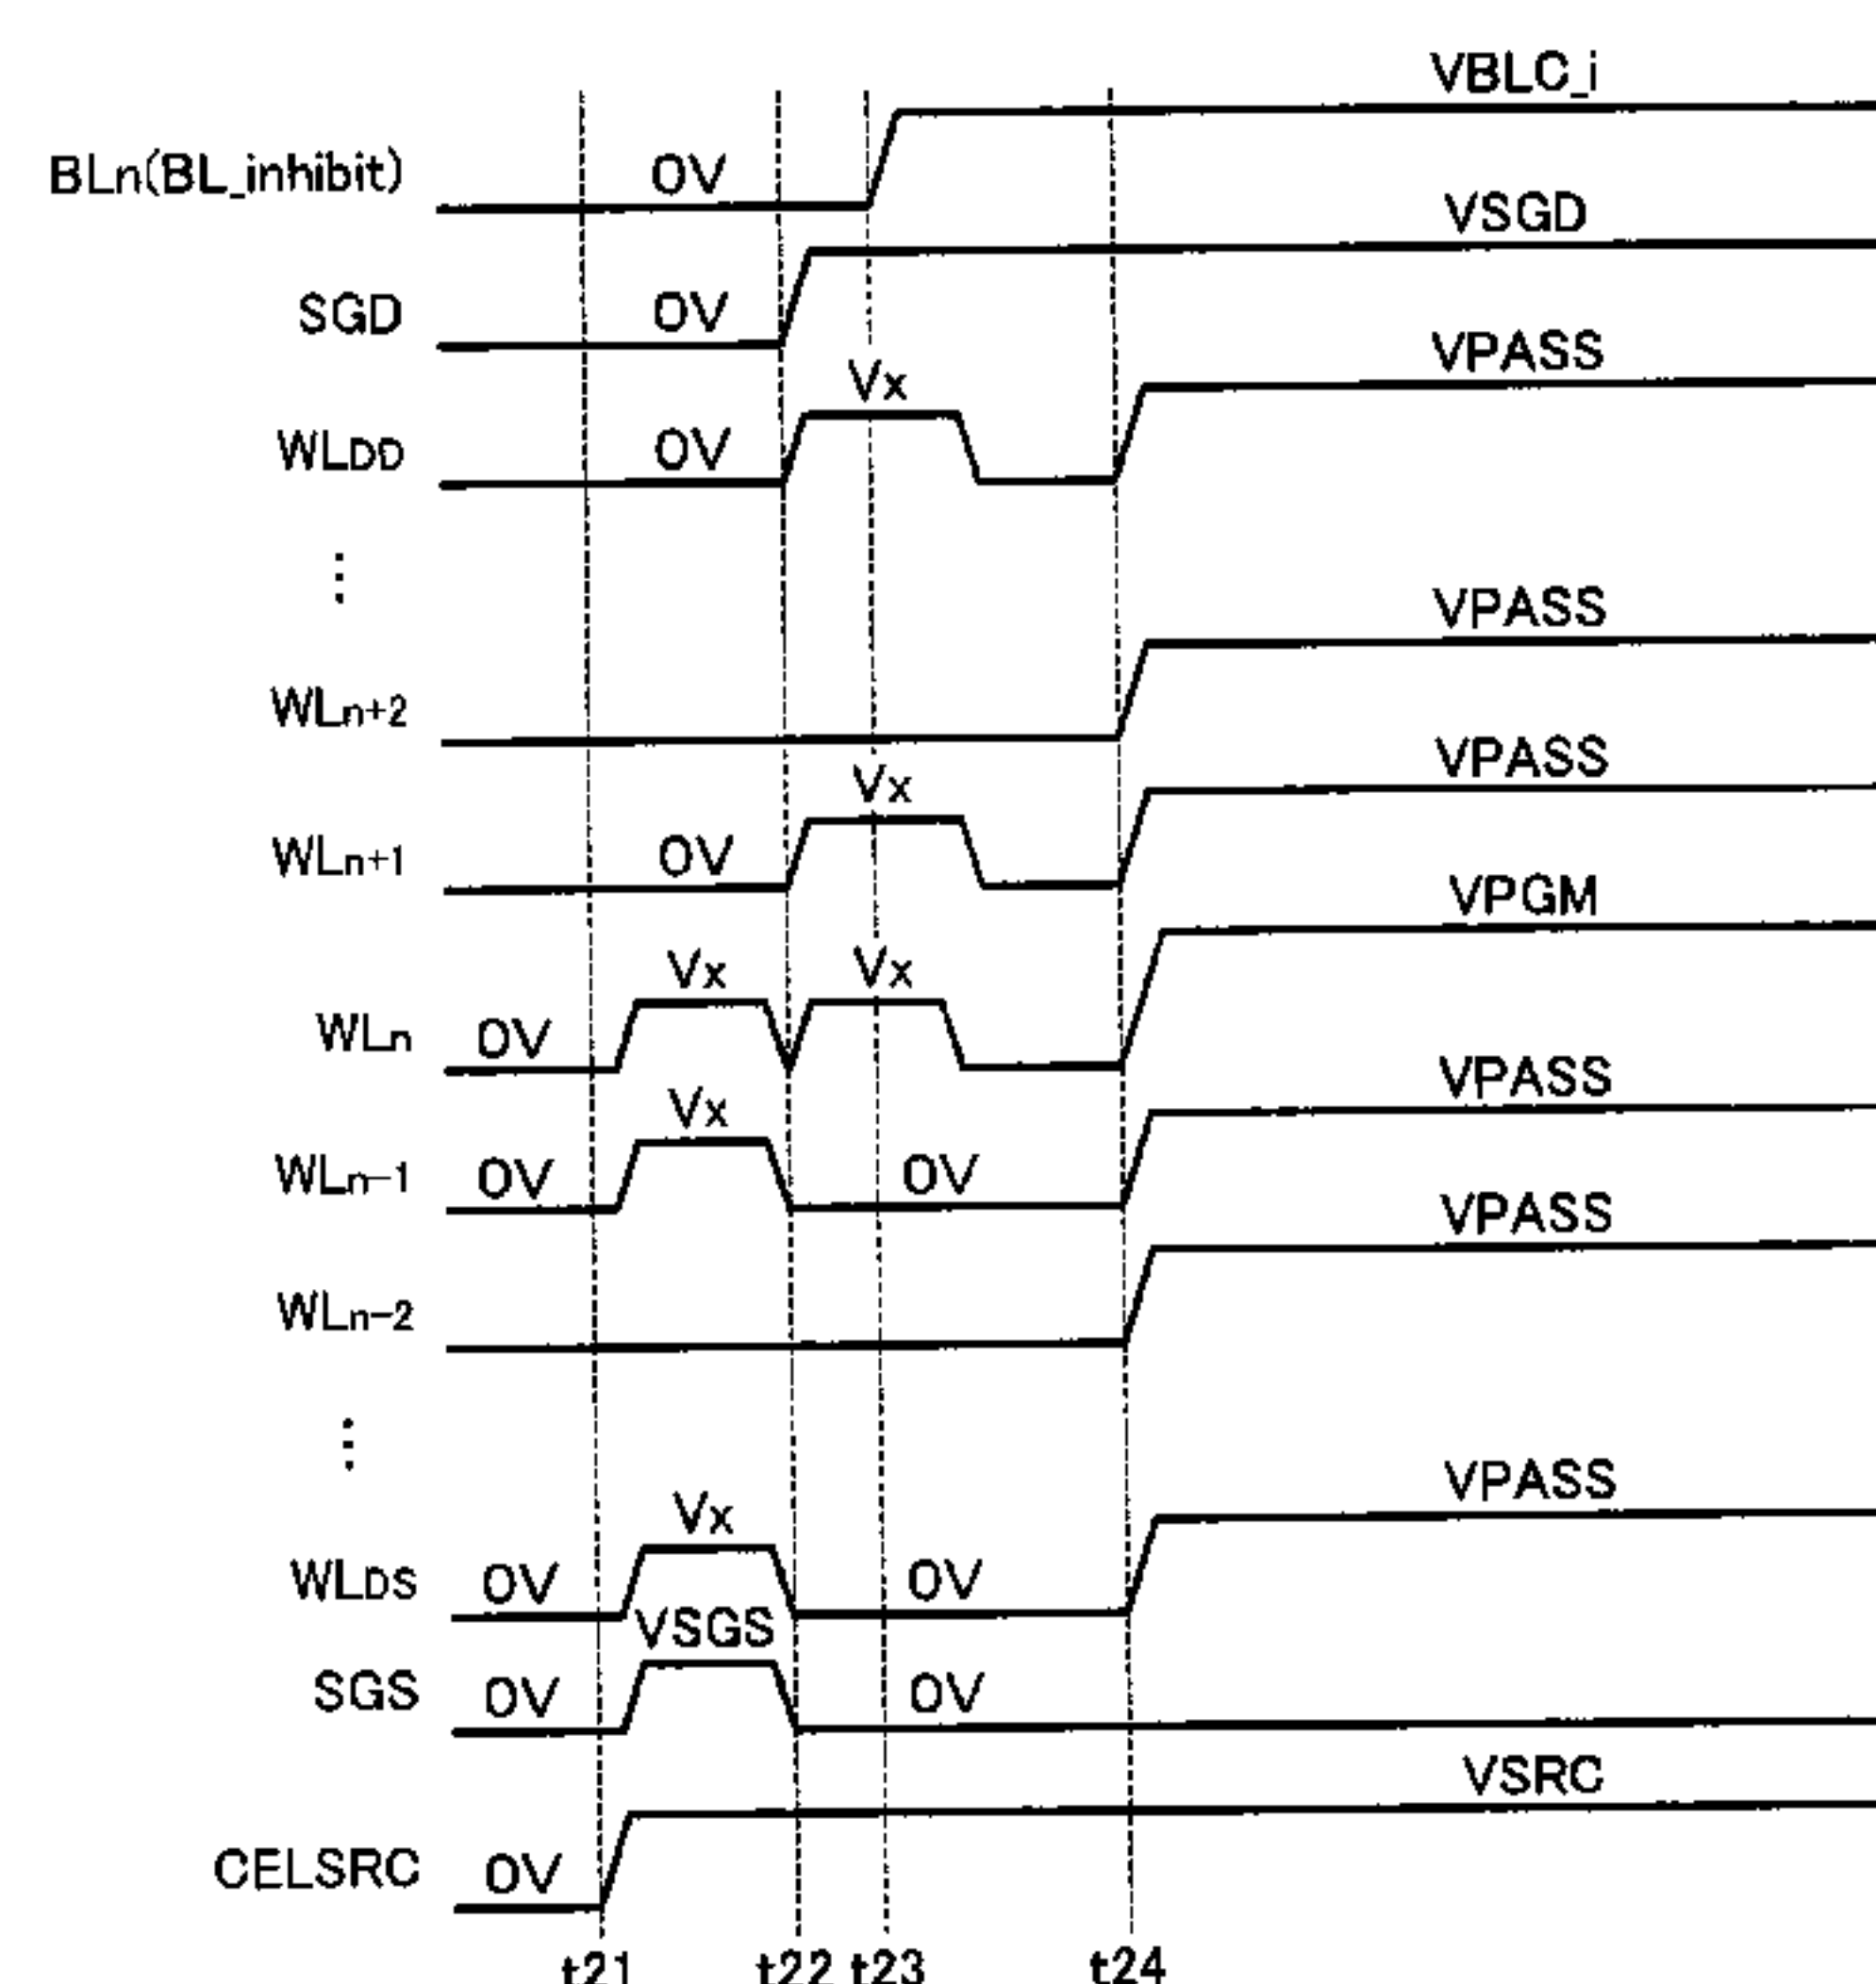 VBLC_i
BLn(BL_inhibit) 0V
VSGD
SGD 0V
VPASS
Vx
WLDD 0V
⋮
VPASS
WLn+2
VPASS
Vx
WLn+1 0V
VPGM
Vx Vx
WLn 0V
VPASS
Vx
WLn-1 0V 0V
VPASS
WLn-2
⋮
VPASS
Vx
WLDS 0V 0V
VSGS
SGS 0V 0V
VSRC
CELSRC 0V
t21 t22 t23 t24